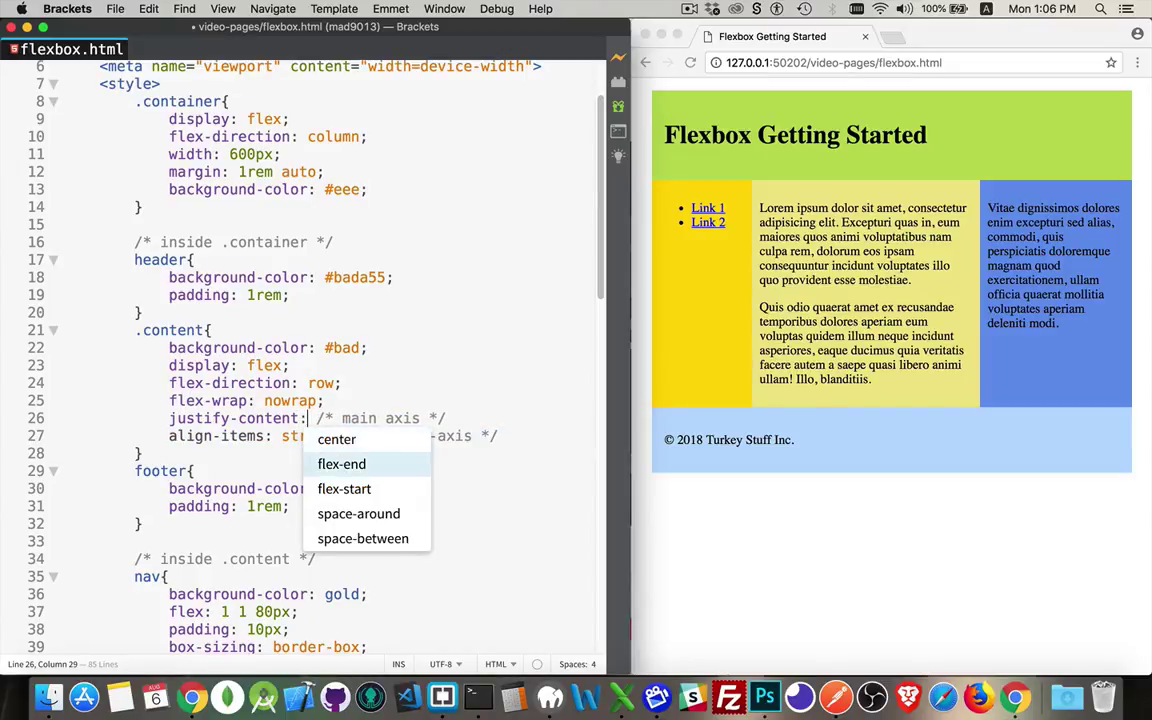 Brackets File Edit Find View Navigate Templates Emmet Window Debug Help 100% Mon 1:06 PM
• video-pages/flexbox.html (mad9013) — Brackets
flexbox.html
Flexbox Getting Started
127.0.0.1:50202/video-pages/flexbox.html
6 <meta name="viewport" content="width=device-width">
7 <style>
8 .container{
9 display: flex;
10 flex-direction: column;
11 width: 600px;
12 margin: 1rem auto;
13 background-color: #eee;
14 }
15
16 /* inside .container */
17 header{
18 background-color: #bada55;
19 padding: 1rem;
20 }
21 .content{
22 background-color: #bad;
23 display: flex;
24 flex-direction: row;
25 flex-wrap: nowrap;
26 justify-content: /* main axis */
27 align-items: str -axis */
28 }
29 footer{
30 background-color
31 padding: 1rem;
32 }
33
34 /* inside .content */
35 nav{
36 background-color: gold;
37 flex: 1 1 80px;
38 padding: 10px;
39 box-sizing: border-box;
center
flex-end
flex-start
space-around
space-between
Line 26, Column 29 — 85 Lines
INS UTF-8 HTML Spaces: 4
Flexbox Getting Started
• Link 1
• Link 2
Lorem ipsum dolor sit amet, consectetur
adipisicing elit. Excepturi quas in, eum
maiores quos animi voluptatibus nam
culpa rem, dolorum eos ipsam
consequuntur incidunt voluptates illo
quo provident esse molestiae.
Quis odio quaerat amet ex recusandae
temporibus dolores aperiam eum
voluptas quidem illum neque incidunt
asperiores, eaque ducimus quia veritatis
facere autem a saepe quasi libero animi
ullam! Illo, blanditiis.
Vitae dignissimos dolores
enim excepturi sed alias,
commodi, quis
perspiciatis doloremque
magnam quod
exercitationem, ullam
officia quaerat mollitia
voluptates aperiam
deleniti modi.
© 2018 Turkey Stuff Inc.